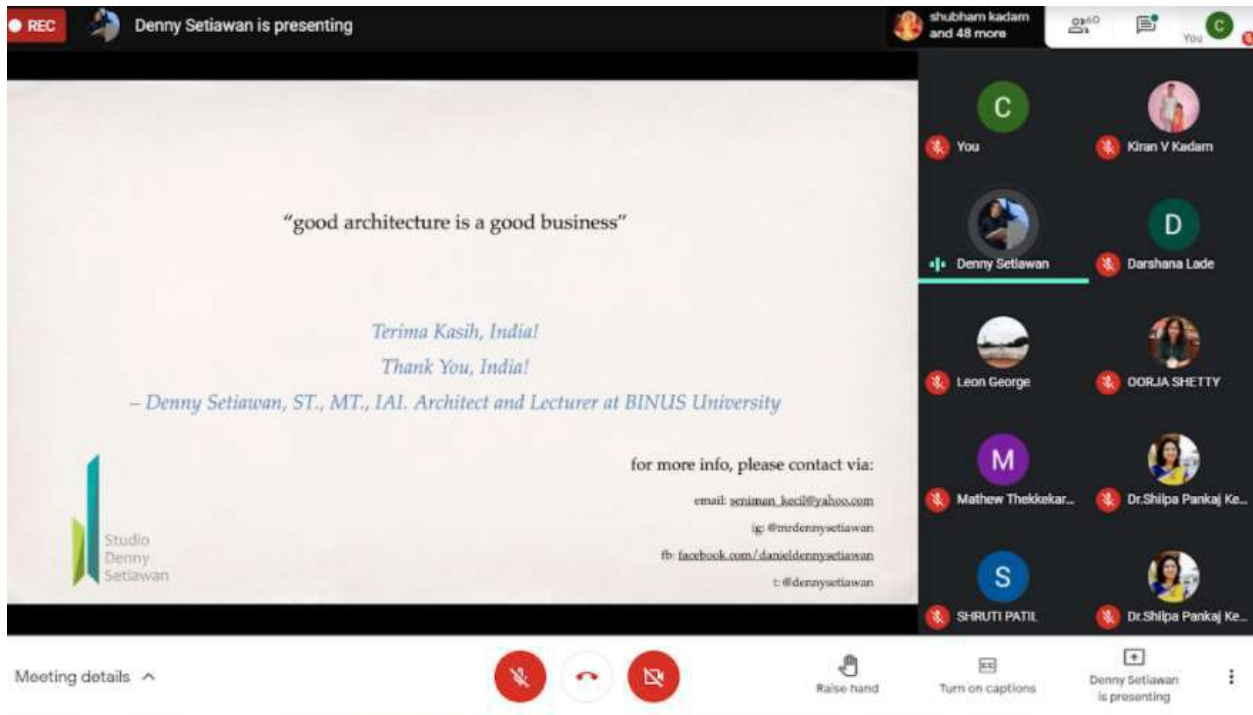 REC
Denny Setiawan is presenting
shubham kadam
and 48 more
60
You
C
“good architecture is a good business”
Terima Kasih, India!
Thank You, India!
– Denny Setiawan, ST., MT., IAI. Architect and Lecturer at BINUS University
for more info, please contact via:
email: seniman_kecil@yahoo.com
ig: @mrdennysetiawan
fb: facebook.com/danieldennysetiawan
t: @dennysetiawan
Studio
Denny
Setiawan
C
You
Kiran V Kadam
Denny Setiawan
D
Darshana Lade
Leon George
OORJA SHETTY
M
Mathew Thekkekar...
Dr.Shilpa Pankaj Ke...
S
SHRUTI PATIL
Dr.Shilpa Pankaj Ke...
Meeting details
Raise hand
Turn on captions
Denny Setiawan
is presenting